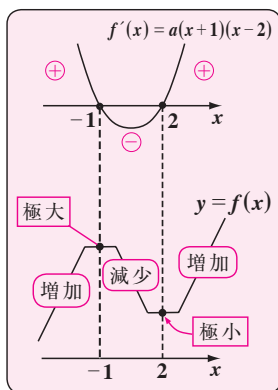 f′(x)=a(x+1)(x−2)
⊕ ⊕
−1 2 x
⊖
y=f(x)
極大
増加 減少 増加
極小
−1 2 x